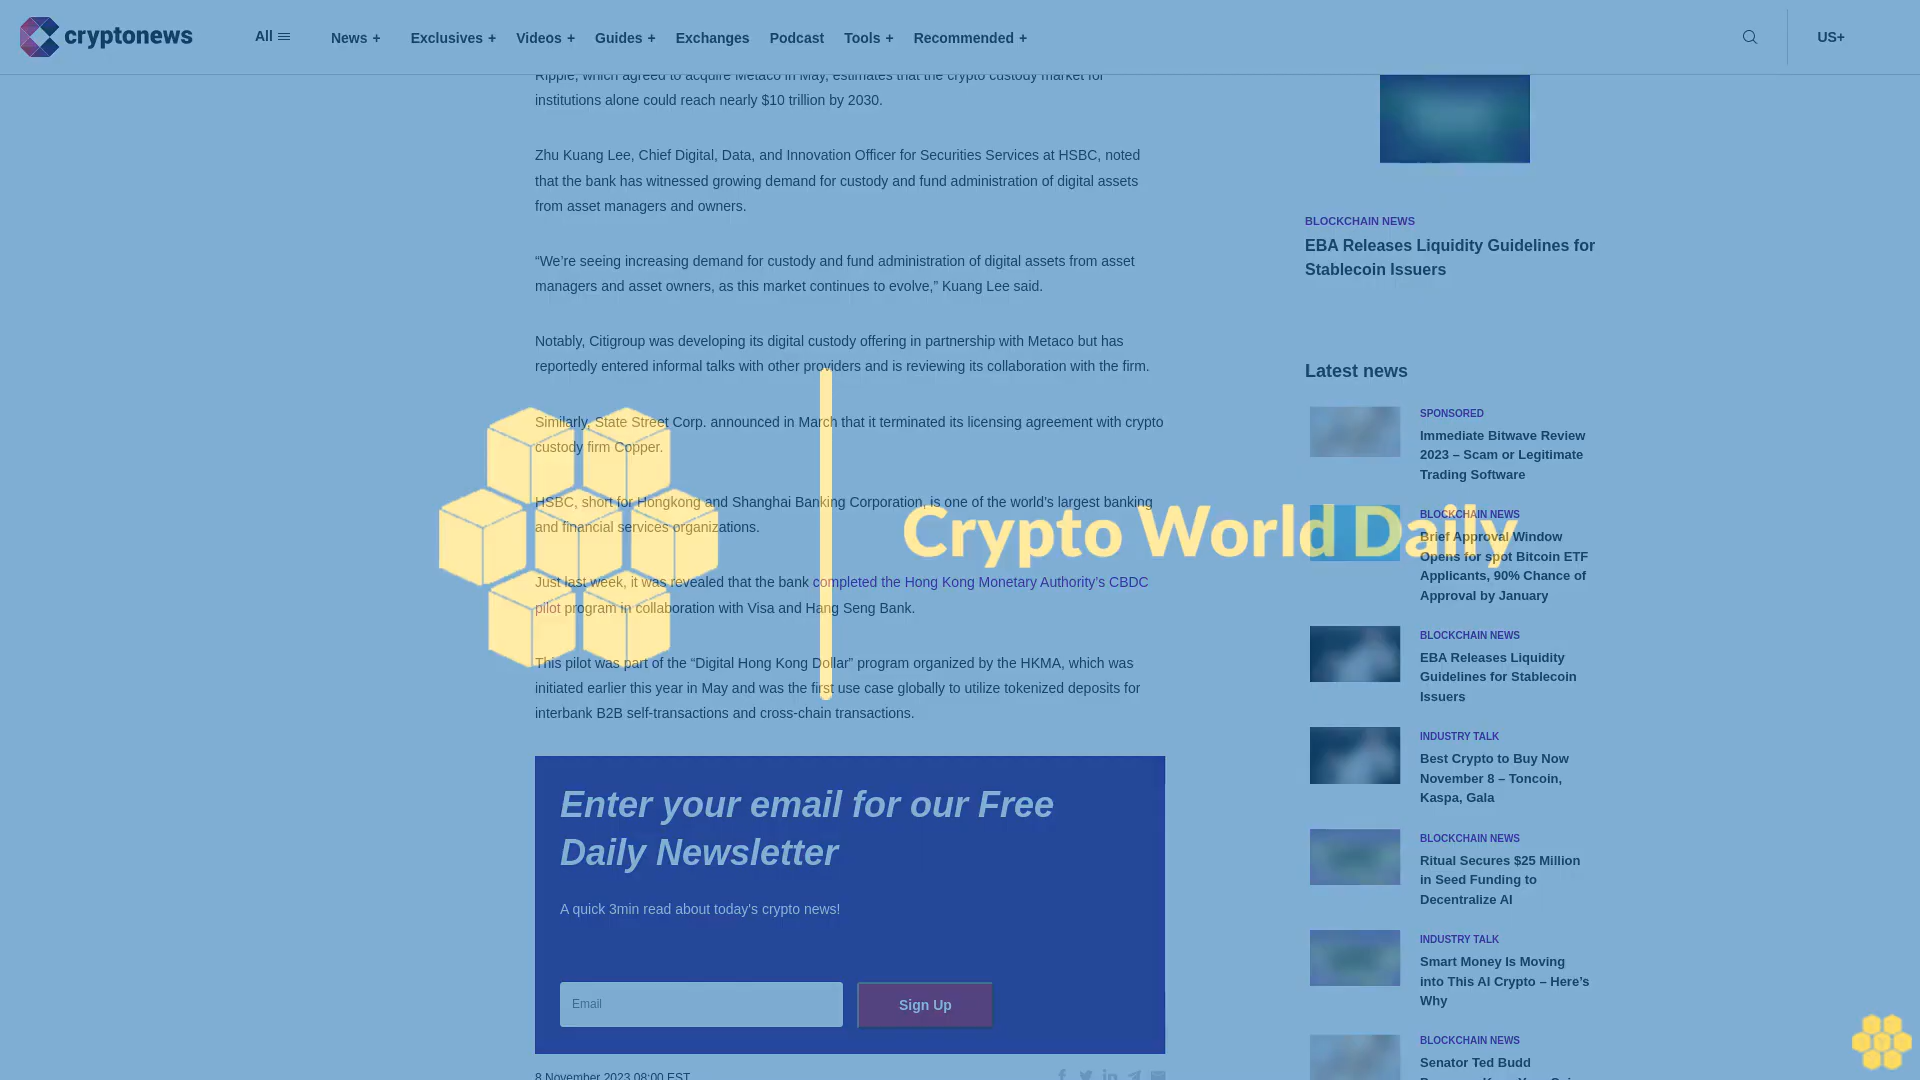 cryptonews
All
News +
Exclusives +
Videos +
Guides +
Exchanges
Podcast
Tools +
Recommended +
US+
Ripple, which agreed to acquire Metaco in May, estimates that the crypto custody market for
institutions alone could reach nearly $10 trillion by 2030.
Zhu Kuang Lee, Chief Digital, Data, and Innovation Officer for Securities Services at HSBC, noted
that the bank has witnessed growing demand for custody and fund administration of digital assets
from asset managers and owners.
“We’re seeing increasing demand for custody and fund administration of digital assets from asset
managers and asset owners, as this market continues to evolve,” Kuang Lee said.
Notably, Citigroup was developing its digital custody offering in partnership with Metaco but has
reportedly entered informal talks with other providers and is reviewing its collaboration with the firm.
Similarly, State Street Corp. announced in March that it terminated its licensing agreement with crypto
custody firm Copper.
HSBC, short for Hongkong and Shanghai Banking Corporation, is one of the world’s largest banking
and financial services organizations.
Just last week, it was revealed that the bank completed the Hong Kong Monetary Authority’s CBDC
pilot program in collaboration with Visa and Hang Seng Bank.
This pilot was part of the “Digital Hong Kong Dollar” program organized by the HKMA, which was
initiated earlier this year in May and was the first use case globally to utilize tokenized deposits for
interbank B2B self-transactions and cross-chain transactions.
Enter your email for our Free
Daily Newsletter
A quick 3min read about today's crypto news!
Email
Sign Up
8 November 2023 08:00 EST
Crypto World Daily
BLOCKCHAIN NEWS
EBA Releases Liquidity Guidelines for
Stablecoin Issuers
Latest news
SPONSORED
Immediate Bitwave Review
2023 – Scam or Legitimate
Trading Software
BLOCKCHAIN NEWS
Brief Approval Window
Opens for spot Bitcoin ETF
Applicants, 90% Chance of
Approval by January
BLOCKCHAIN NEWS
EBA Releases Liquidity
Guidelines for Stablecoin
Issuers
INDUSTRY TALK
Best Crypto to Buy Now
November 8 – Toncoin,
Kaspa, Gala
BLOCKCHAIN NEWS
Ritual Secures $25 Million
in Seed Funding to
Decentralize AI
INDUSTRY TALK
Smart Money Is Moving
into This AI Crypto – Here’s
Why
BLOCKCHAIN NEWS
Senator Ted Budd